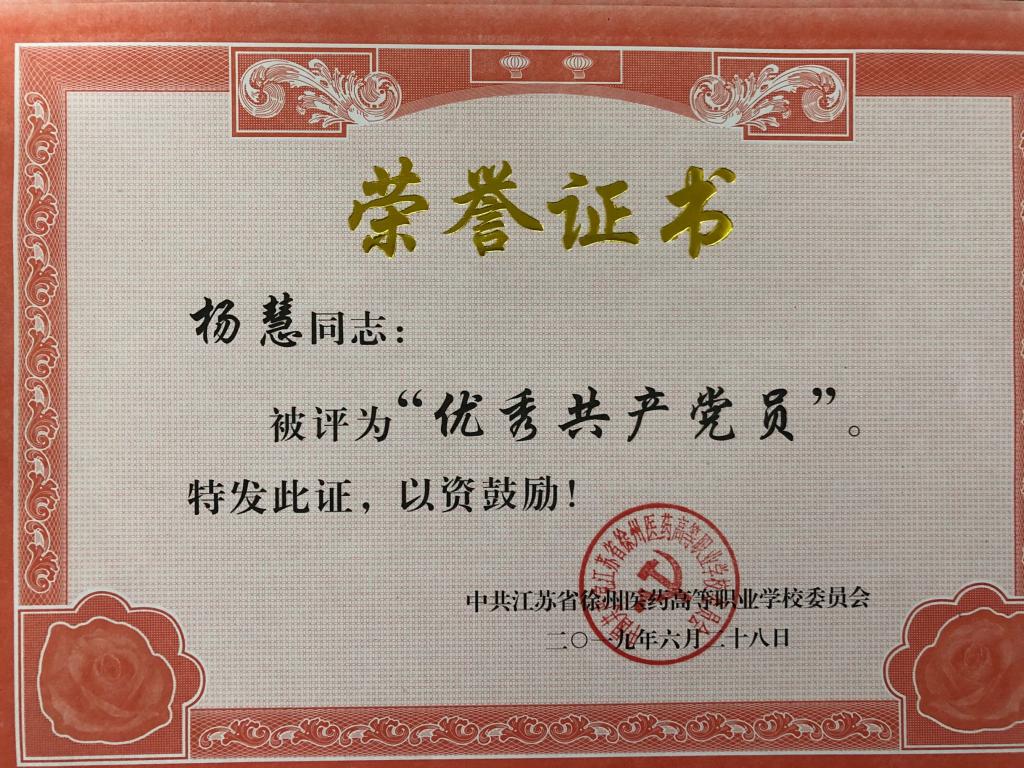 荣誉证书
杨慧同志：
被评为“优秀共产党员”。
特发此证，以资鼓励！
中共江苏省徐州医药高等职业学校委员会
二〇一九年六月二十八日